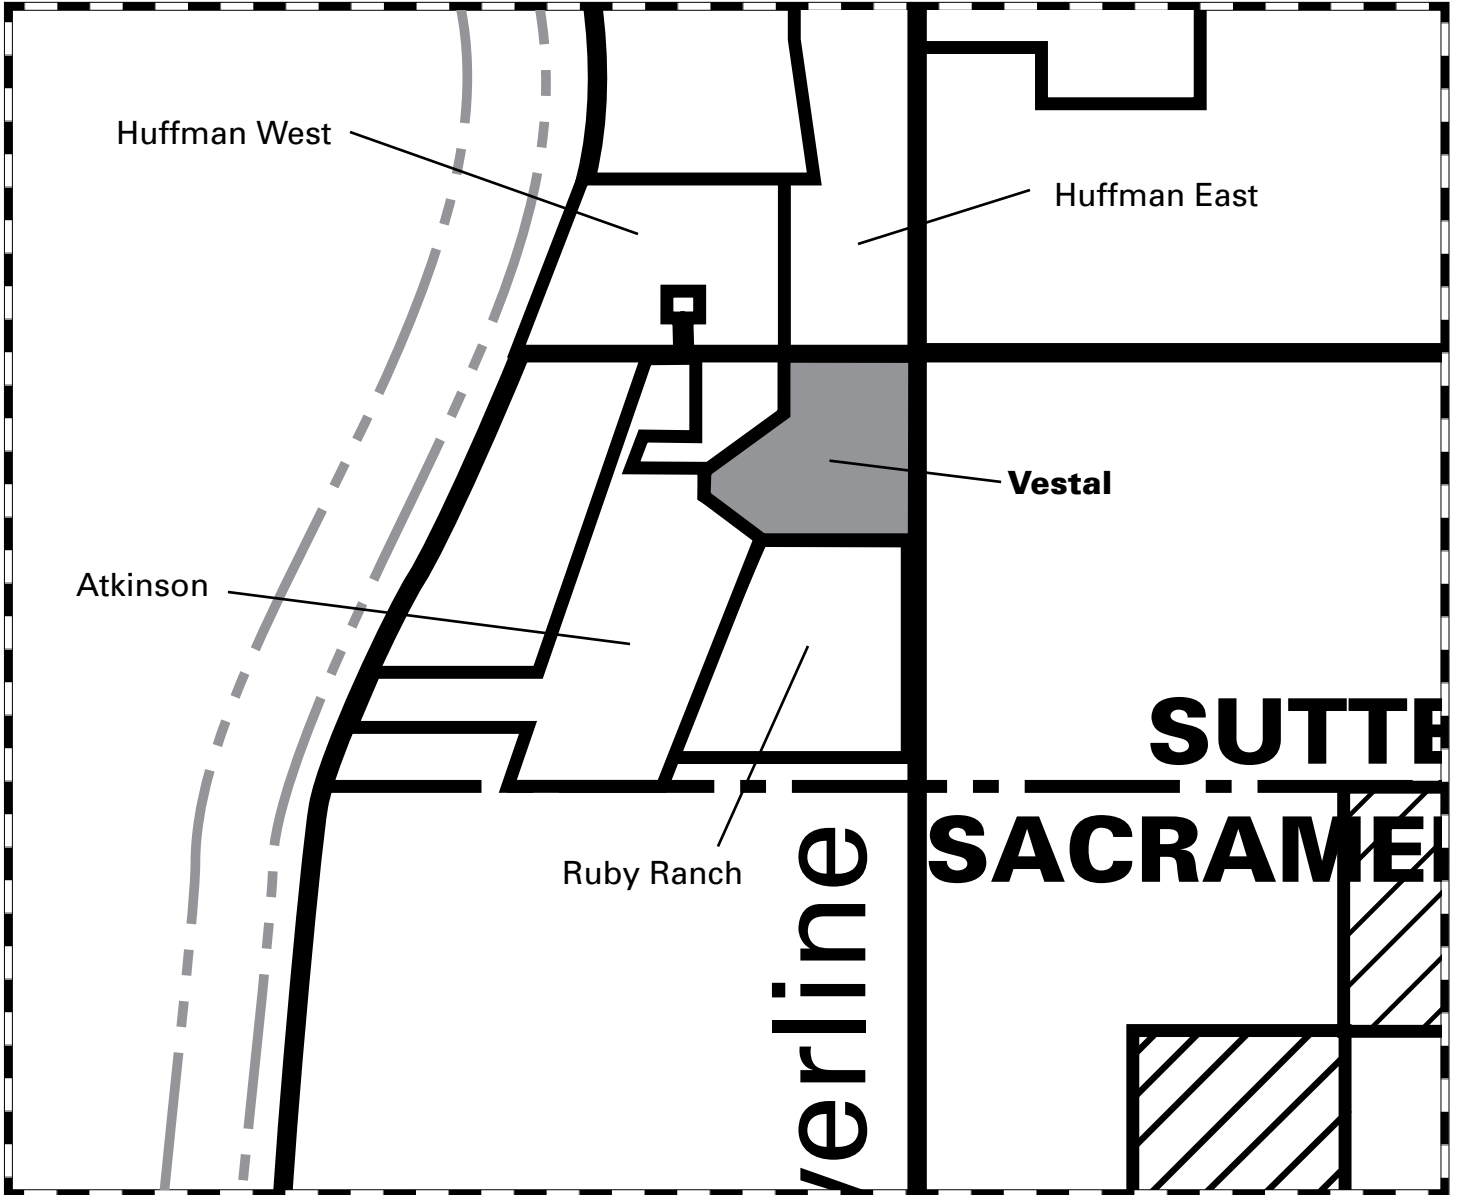 Huffman West
Huffman East
Vestal
Atkinson
SUTTE
SACRAME
Ruby Ranch
verline